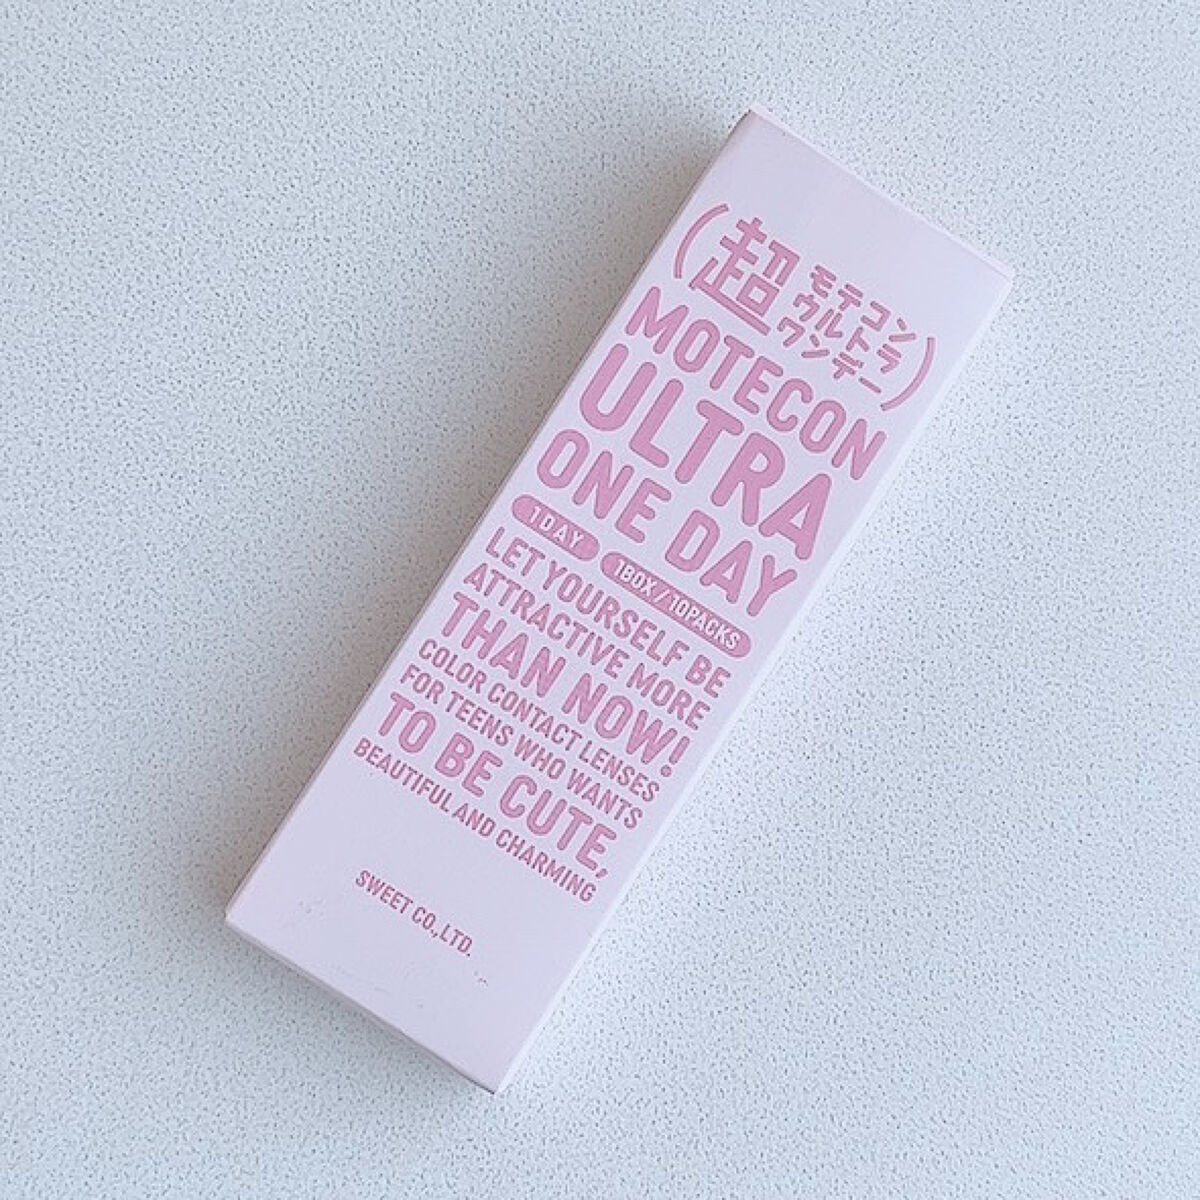 (超 モテコン
ウルトラ
ワンデー)
MOTECON
ULTRA
ONE DAY
1DAY 1BOX/10PACKS
LET YOURSELF BE
ATTRACTIVE MORE
THAN NOW!
COLOR CONTACT LENSES
FOR TEENS WHO WANTS
TO BE CUTE,
BEAUTIFUL AND CHARMING
SWEET CO.,LTD.